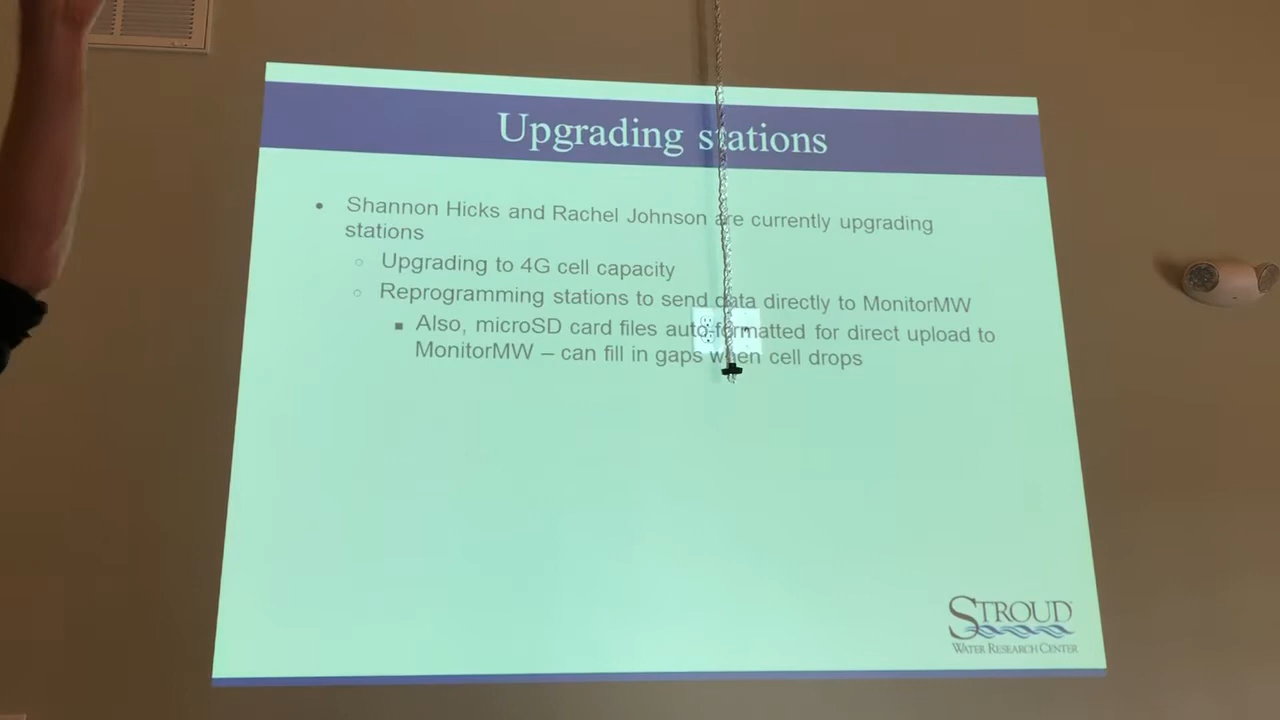 Upgrading stations
• Shannon Hicks and Rachel Johnson are currently upgrading
stations
○ Upgrading to 4G cell capacity
○ Reprogramming stations to send data directly to MonitorMW
▪ Also, microSD card files auto-formatted for direct upload to
MonitorMW – can fill in gaps when cell drops
STROUD
WATER RESEARCH CENTER